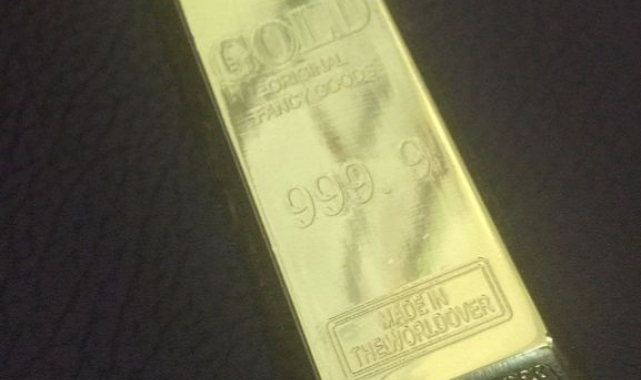 GOLD
THE ORIGINAL
FANCY GOODS
999.9
MADE IN
THE WORLD OVER